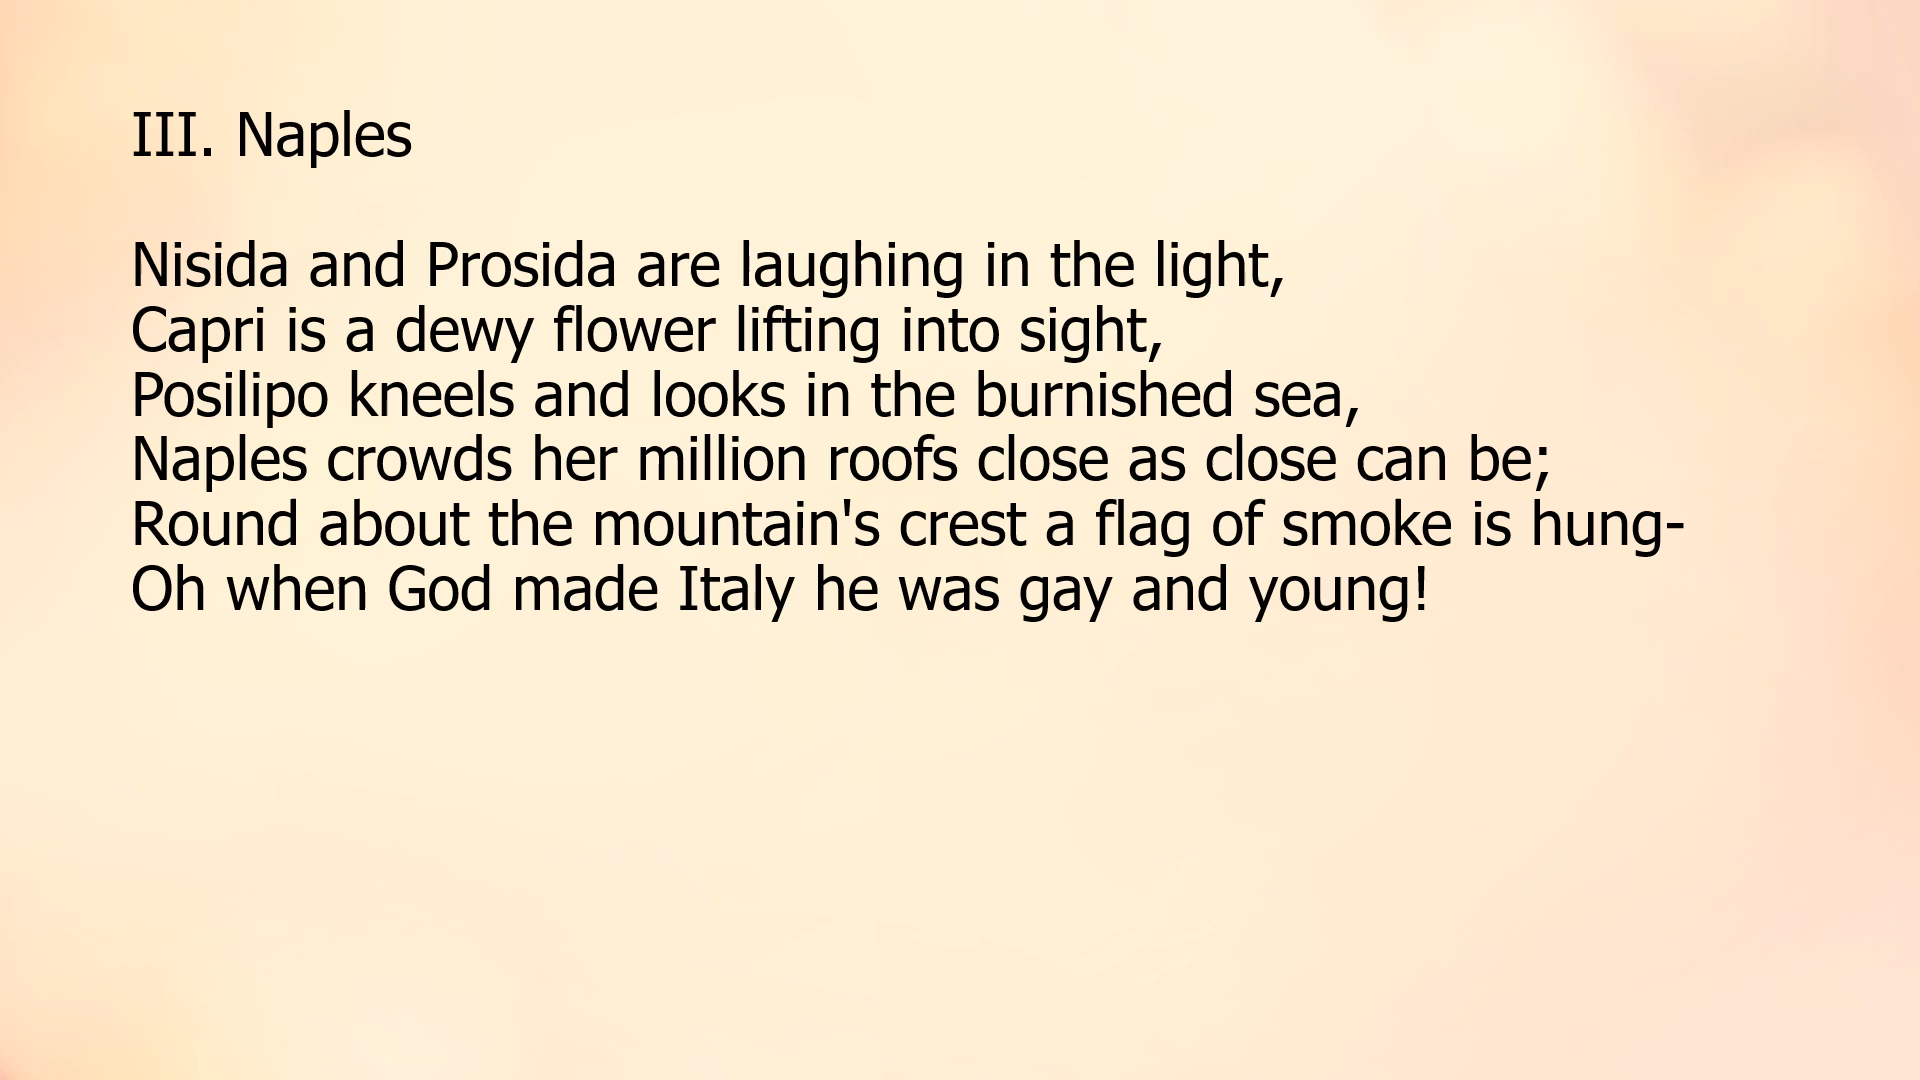 III. Naples
Nisida and Prosida are laughing in the light,
Capri is a dewy flower lifting into sight,
Posilipo kneels and looks in the burnished sea,
Naples crowds her million roofs close as close can be;
Round about the mountain's crest a flag of smoke is hung-
Oh when God made Italy he was gay and young!